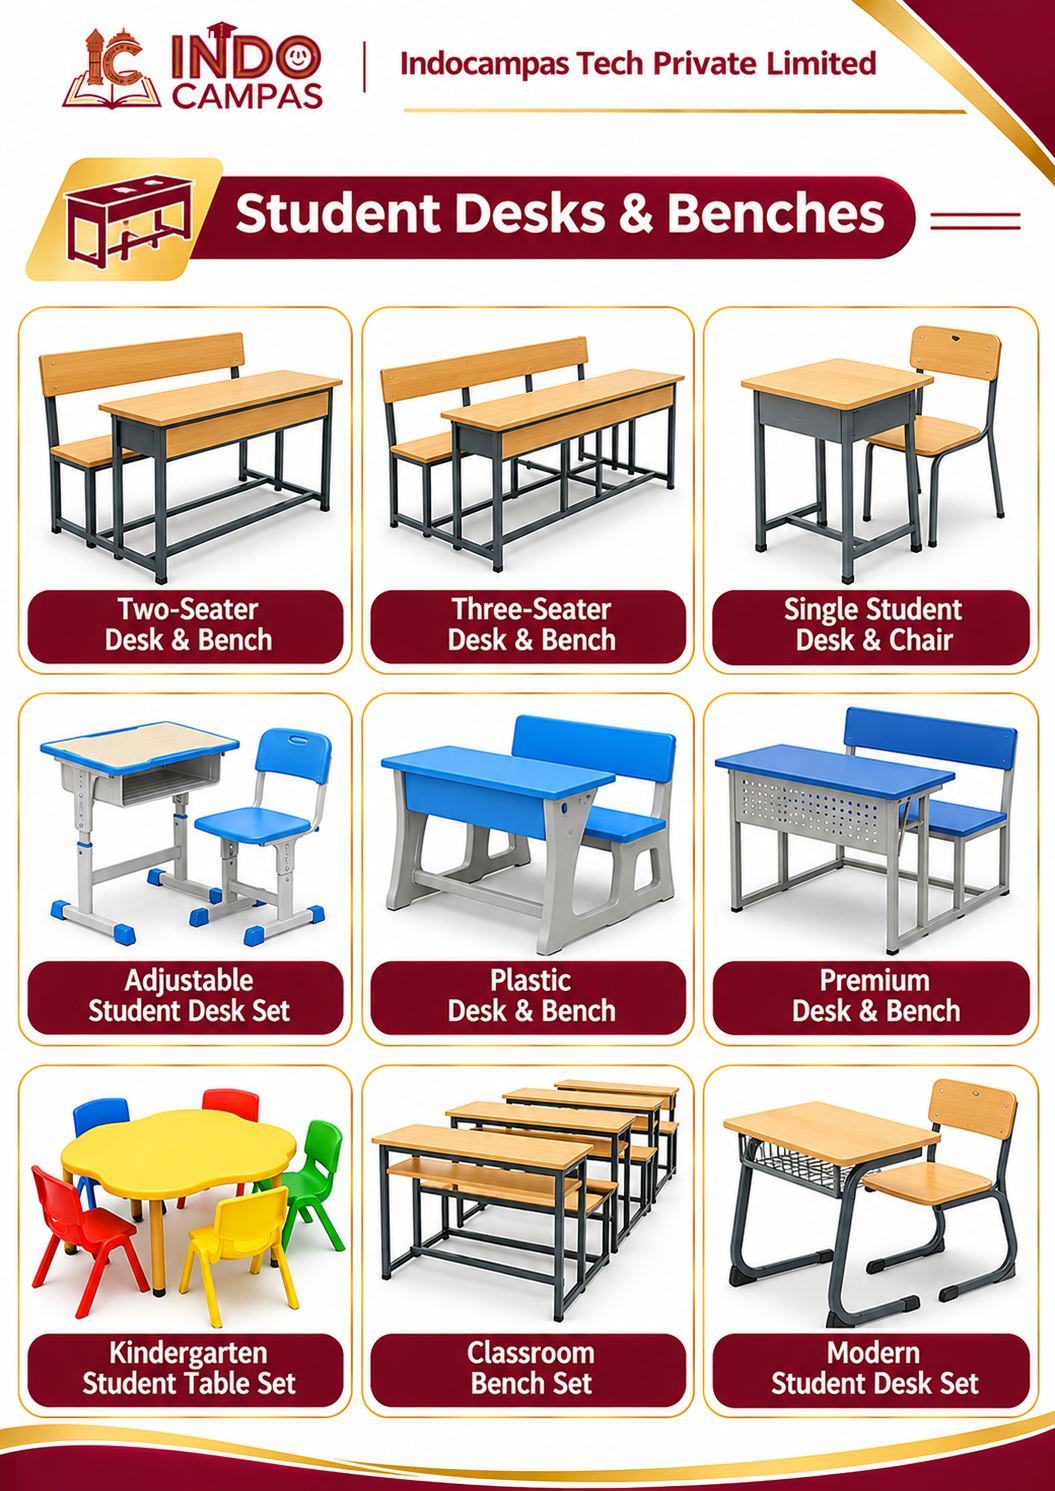 IC
INDO
CAMPAS
Indocampas Tech Private Limited
Student Desks & Benches
Two-Seater
Desk & Bench
Three-Seater
Desk & Bench
Single Student
Desk & Chair
Adjustable
Student Desk Set
Plastic
Desk & Bench
Premium
Desk & Bench
Kindergarten
Student Table Set
Classroom
Bench Set
Modern
Student Desk Set